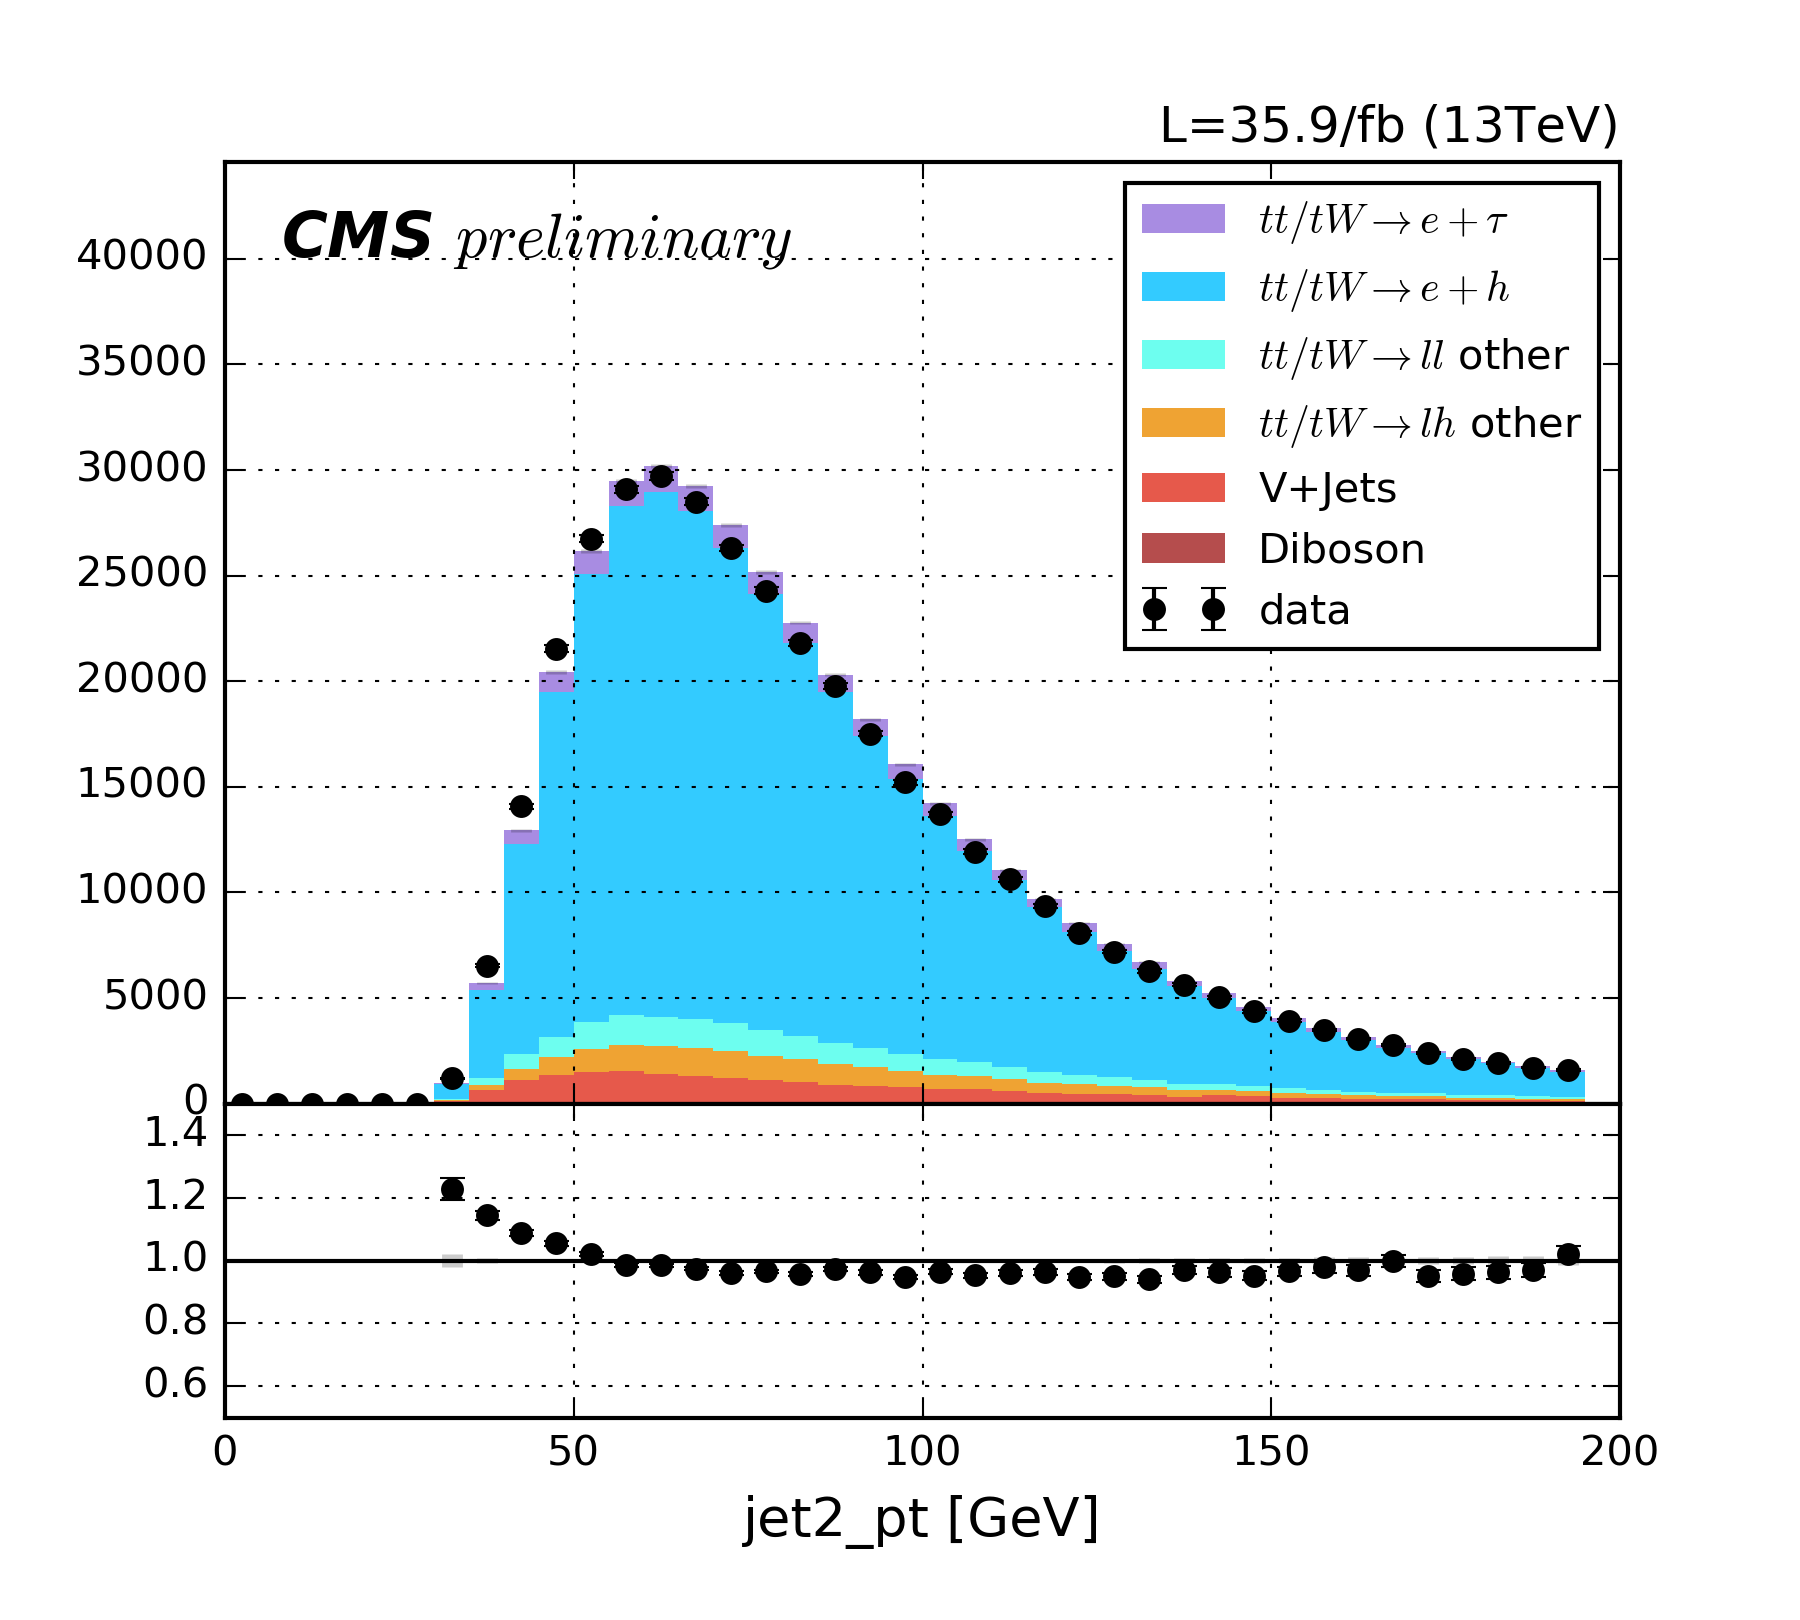 L=35.9/fb (13TeV)
CMS preliminary
tt/tW→e+τ
tt/tW→e+h
tt/tW→ll other
tt/tW→lh other
V+Jets
Diboson
data
40000
35000
30000
25000
20000
15000
10000
5000
0
1.4
1.2
1.0
0.8
0.6
0 50 100 150 200
jet2_pt [GeV]